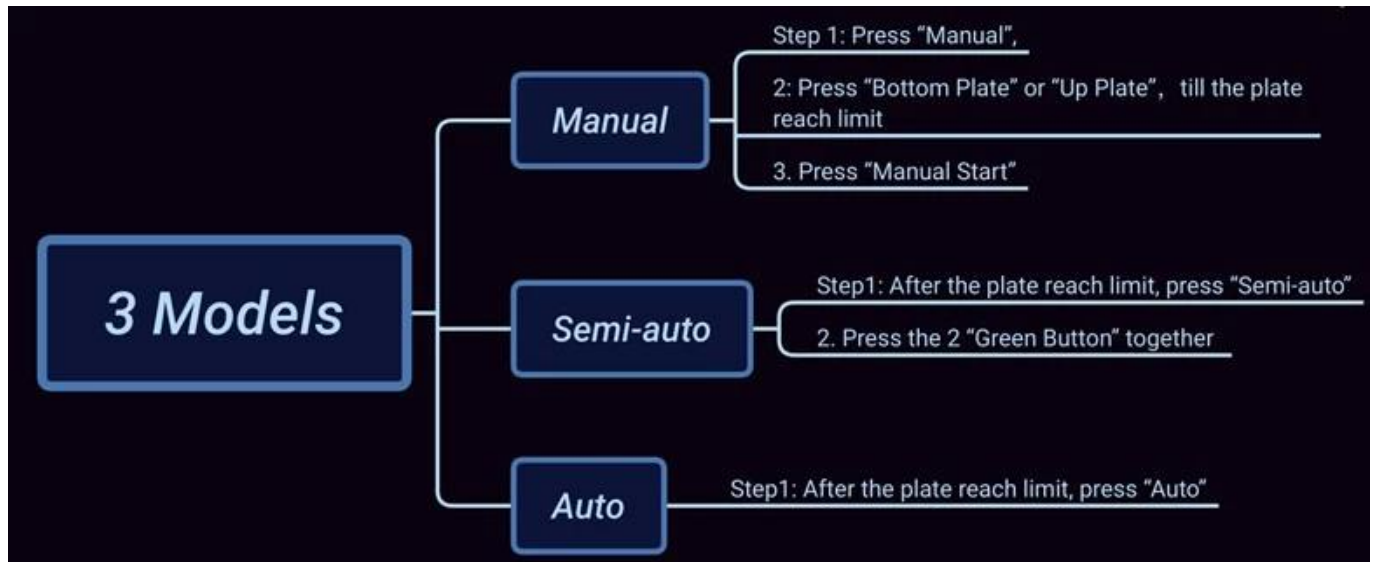 3 Models
Manual
Step 1: Press “Manual”,
2: Press “Bottom Plate” or “Up Plate”，till the plate
reach limit
3. Press “Manual Start”
Semi-auto
Step1: After the plate reach limit, press “Semi-auto”
2. Press the 2 “Green Button” together
Auto
Step1: After the plate reach limit, press “Auto”